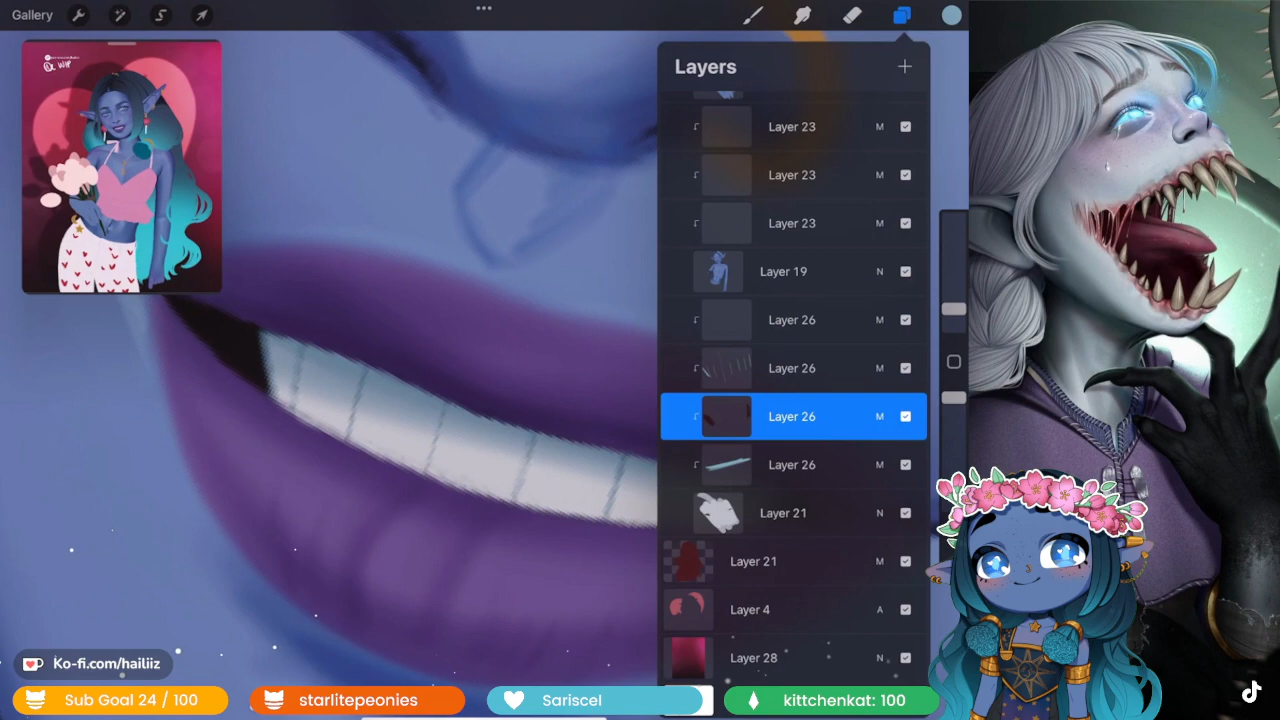 Gallery
Layers
Layer 23 M
Layer 23 M
Layer 23 M
Layer 19 N
Layer 26 M
Layer 26 M
Layer 26 M
Layer 26 M
Layer 21 N
Layer 21 M
Layer 4 A
Layer 28 N
WIP
Ko-fi.com/hailiiz
Sub Goal 24 / 100
starlitepeonies
Sariscel
kittchenkat: 100